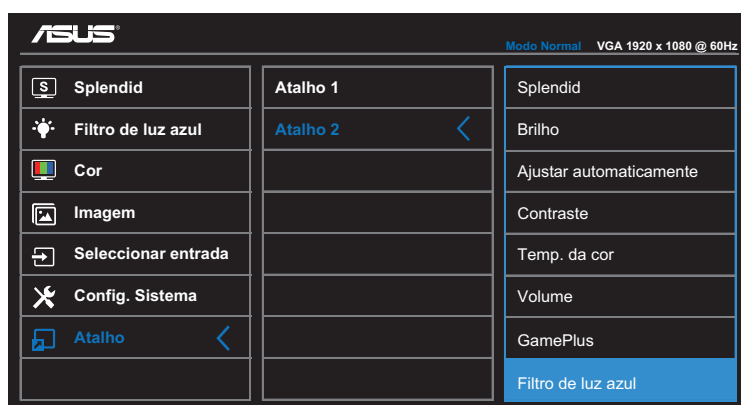 ASUS
Modo Normal VGA 1920 x 1080 @ 60Hz
Splendid
Filtro de luz azul
Cor
Imagem
Seleccionar entrada
Config. Sistema
Atalho
Atalho 1
Atalho 2
Splendid
Brilho
Ajustar automaticamente
Contraste
Temp. da cor
Volume
GamePlus
Filtro de luz azul